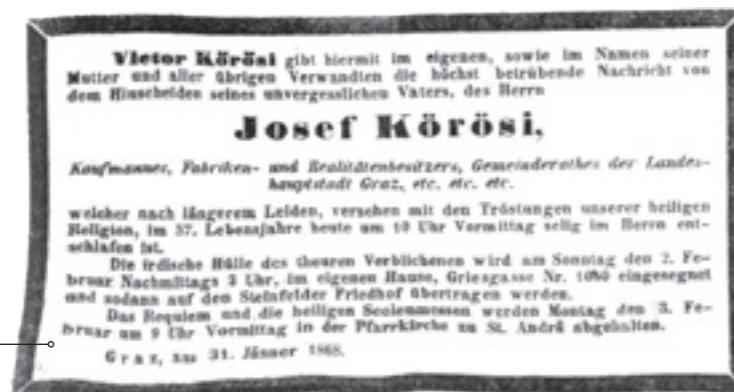 Victor Körösi gibt hiermit im eigenen, sowie im Namen seiner
Mutter und aller übrigen Verwandten die höchst betrübende Nachricht von
dem Hinscheiden seines unvergesslichen Vaters, des Herrn
Josef Körösi,
Kaufmannes, Fabriken- und Realitätenbesitzers, Gemeinderathes der Landes-
hauptstadt Graz, etc. etc. etc.
welcher nach längerem Leiden, versehen mit den Tröstungen unserer heiligen
Religion, im 57. Lebensjahre heute um 10 Uhr Vormittag selig im Herrn ent-
schlafen ist.
Die irdische Hülle des theuren Verblichenen wird am Sonntag den 2. Fe-
bruar Nachmittags 3 Uhr, im eigenen Hause, Griesgasse Nr. eingesegnet
und sodann auf den Steinfelder Friedhof übertragen werden.
Das Requiem und die heiligen Seelenmessen werden Montag den 3. Fe-
bruar um 9 Uhr Vormittag in der Pfarrkirche zu St. Andrä abgehalten.
Graz, am 31. Jänner 1868.